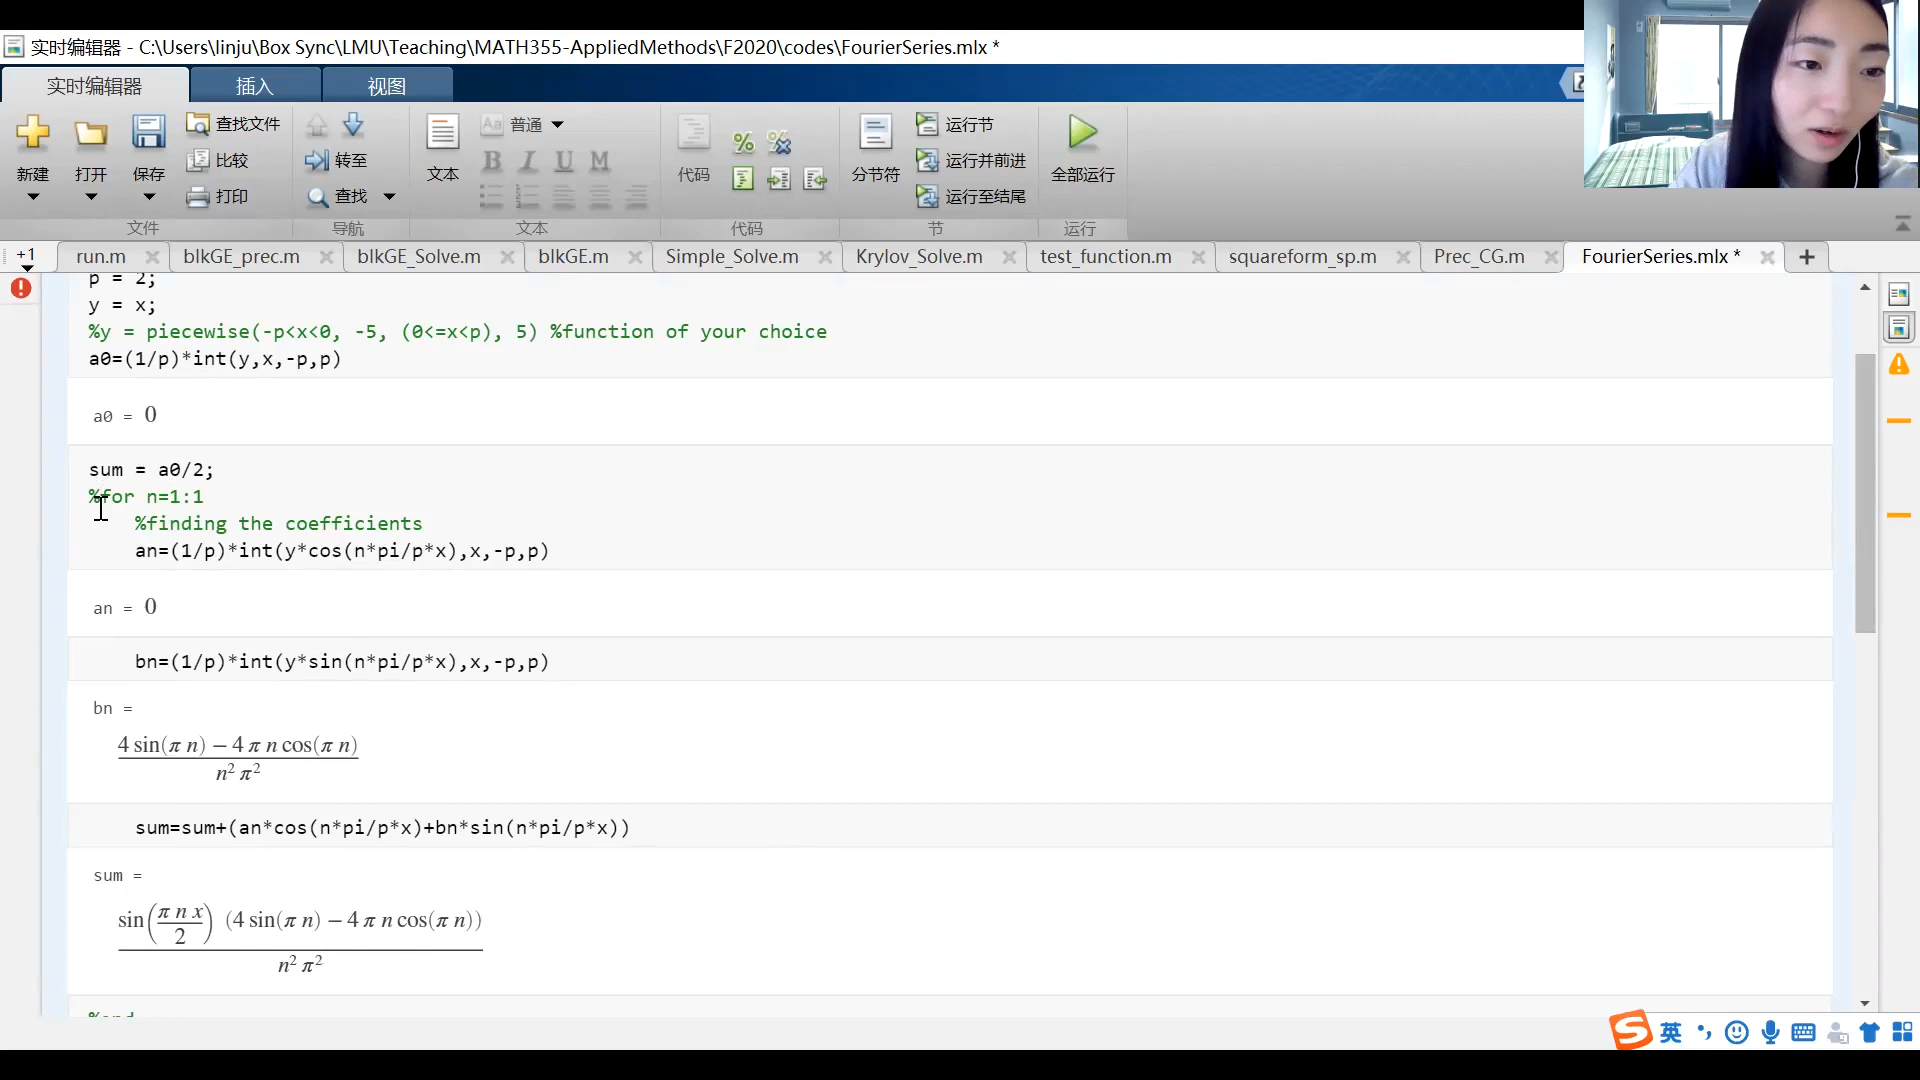 实时编辑器 - C:\Users\linju\Box Sync\LMU\Teaching\MATH355-AppliedMethods\F2020\codes\FourierSeries.mlx *
实时编辑器 插入 视图
新建 打开 保存 查找文件 比较 打印
转至 查找
文本 Aa 普通 B I U M
代码 % %
分节符 运行节 运行并前进 运行至结尾
全部运行
文件 导航 文本 代码 节 运行
+1 run.m blkGE_prec.m blkGE_Solve.m blkGE.m Simple_Solve.m Krylov_Solve.m test_function.m squareform_sp.m Prec_CG.m FourierSeries.mlx *
p = 2;
y = x;
%y = piecewise(-p<x<0, -5, (0<=x<p), 5) %function of your choice
a0=(1/p)*int(y,x,-p,p)
a0 = 0
sum = a0/2;
%for n=1:1
%finding the coefficients
an=(1/p)*int(y*cos(n*pi/p*x),x,-p,p)
an = 0
bn=(1/p)*int(y*sin(n*pi/p*x),x,-p,p)
bn =
4 sin(π n) − 4 π n cos(π n)
n² π²
sum=sum+(an*cos(n*pi/p*x)+bn*sin(n*pi/p*x))
sum =
sin(π n x / 2) (4 sin(π n) − 4 π n cos(π n))
n² π²
%end
S 英